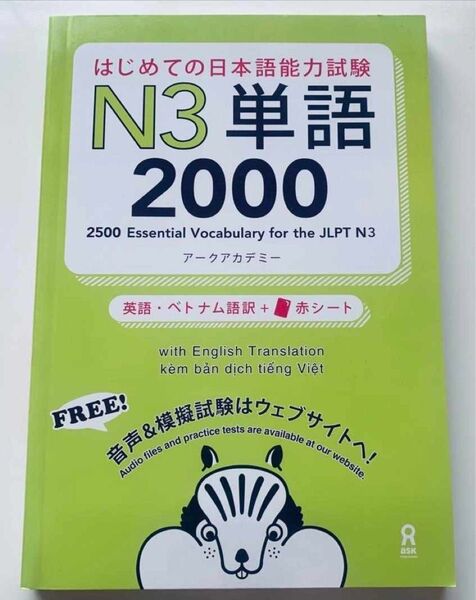 はじめての日本語能力試験
N3 単語
2000
2500 Essential Vocabulary for the JLPT N3
アークアカデミー
英語・ベトナム語訳+赤シート
with English Translation
kèm bản dịch tiếng Việt
FREE!
音声&模擬試験はウェブサイトへ!
Audio files and practice tests are available at our website.
ask